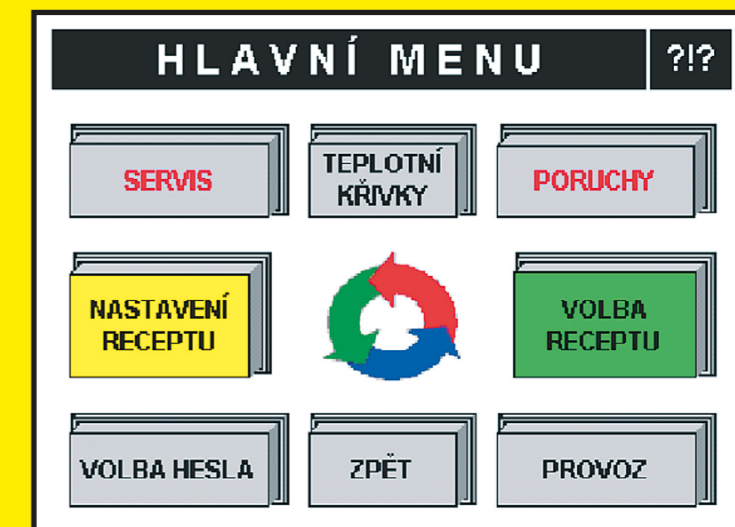 HLAVNÍ MENU ?!?
SERVIS
TEPLOTNÍ
KŘIVKY
PORUCHY
NASTAVENÍ
RECEPTU
VOLBA
RECEPTU
VOLBA HESLA
ZPĚT
PROVOZ